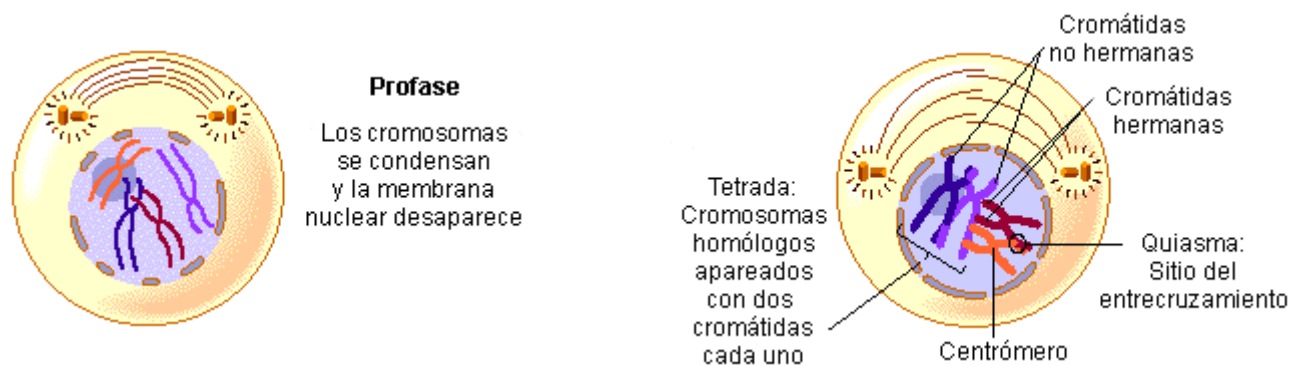 Profase
Los cromosomas
se condensan
y la membrana
nuclear desaparece
Cromátidas
no hermanas
Cromátidas
hermanas
Tetrada:
Cromosomas
homólogos
apareados
con dos
cromátidas
cada uno
Quiasma:
Sitio del
entrecruzamiento
Centrómero